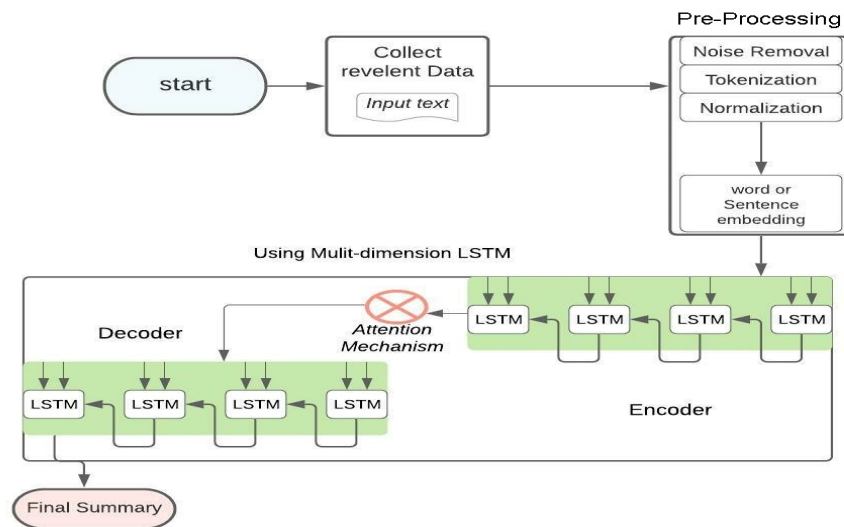 Pre-Processing
start
Collect
revelent Data
Input text
Noise Removal
Tokenization
Normalization
word or
Sentence
embedding
Using Mulit-dimension LSTM
LSTM
LSTM
LSTM
LSTM
Attention
Mechanism
Decoder
LSTM
LSTM
LSTM
LSTM
Encoder
Final Summary